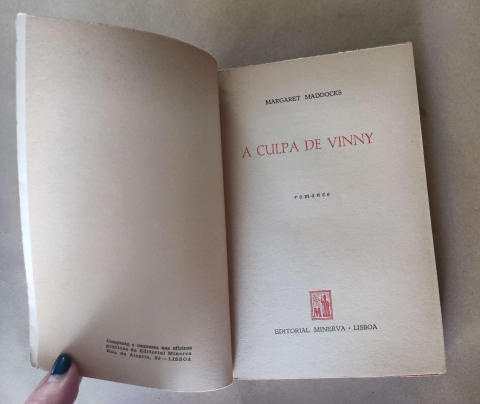 Composto e impresso nas oficinas
gráficas da Editorial Minerva
Rua da Alegria, 30 — LISBOA
MARGARET MADDOCKS
A CULPA DE VINNY
romance
M
EDITORIAL MINERVA • LISBOA